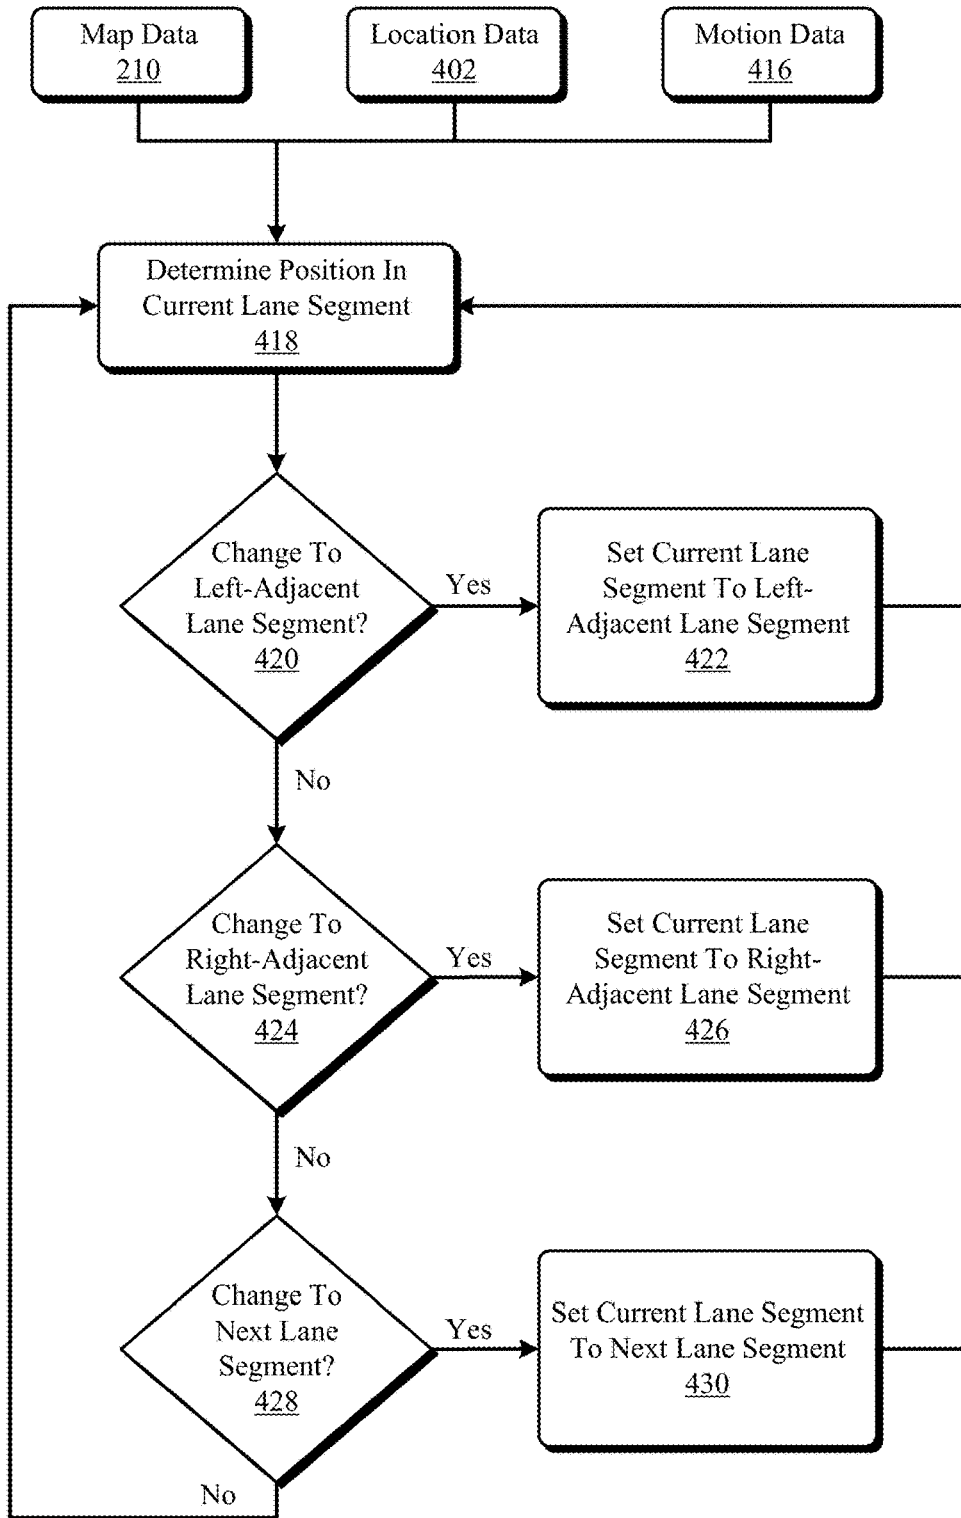 Map Data
210
Location Data
402
Motion Data
416
Determine Position In
Current Lane Segment
418
Change To
Left-Adjacent
Lane Segment?
420
Yes
Set Current Lane
Segment To Left-
Adjacent Lane Segment
422
No
Change To
Right-Adjacent
Lane Segment?
424
Yes
Set Current Lane
Segment To Right-
Adjacent Lane Segment
426
No
Change To
Next Lane
Segment?
428
Yes
Set Current Lane Segment
To Next Lane Segment
430
No